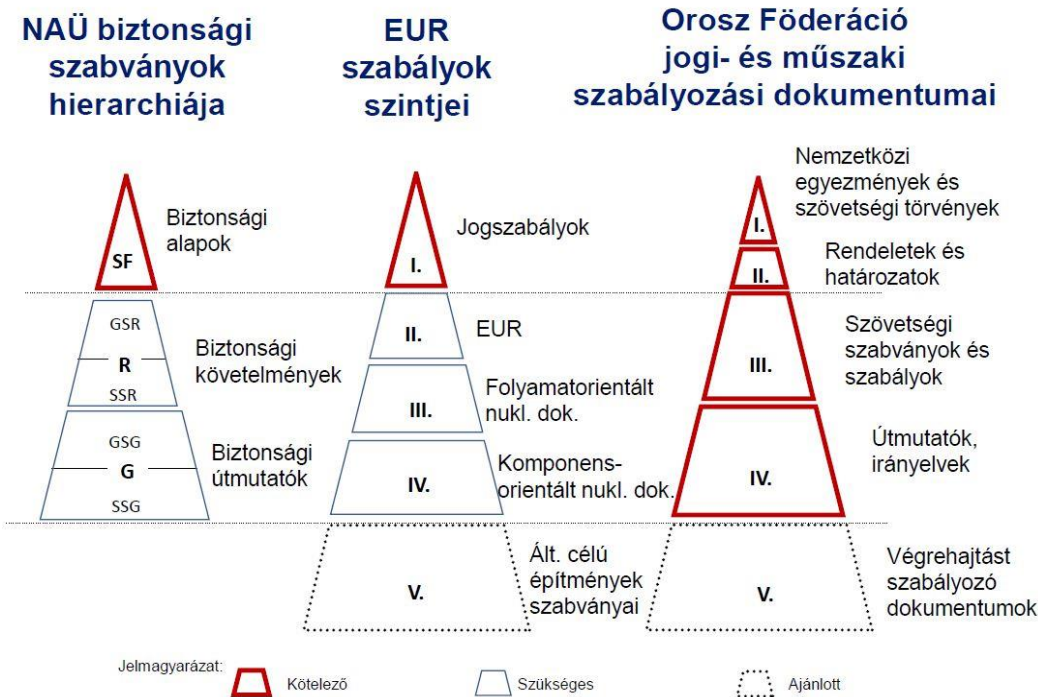 NAÜ biztonsági
szabványok
hierarchiája
EUR
szabályok
szintjei
Orosz Föderáció
jogi- és műszaki
szabályozási dokumentumai
SF
Biztonsági
alapok
GSR
R
SSR
Biztonsági
követelmények
GSG
G
SSG
Biztonsági
útmutatók
I.
Jogszabályok
II.
EUR
III.
Folyamatorientált
nukl. dok.
IV.
Komponens-
orientált nukl. dok.
V.
Ált. célú
építmények
szabványai
I.
Nemzetközi
egyezmények és
szövetségi törvények
II.
Rendeletek és
határozatok
III.
Szövetségi
szabványok és
szabályok
IV.
Útmutatók,
irányelvek
V.
Végrehajtást
szabályozó
dokumentumok
Jelmagyarázat:
Kötelező
Szükséges
Ajánlott